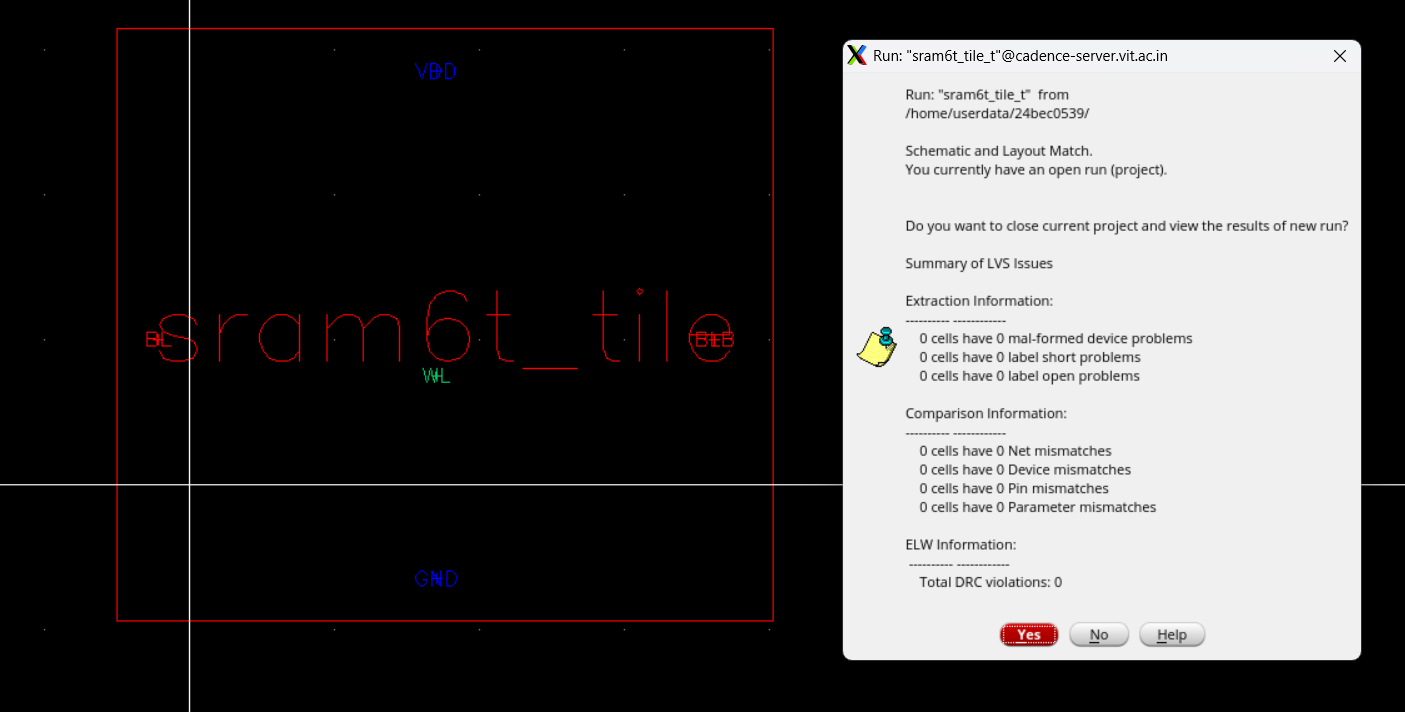 VDD
sram6t_tile
BL
BLB
WL
GND
Run: "sram6t_tile_t"@cadence-server.vit.ac.in
Run: "sram6t_tile_t" from
/home/userdata/24bec0539/
Schematic and Layout Match.
You currently have an open run (project).
Do you want to close current project and view the results of new run?
Summary of LVS Issues
Extraction Information:
---------- ------------
0 cells have 0 mal-formed device problems
0 cells have 0 label short problems
0 cells have 0 label open problems
Comparison Information:
---------- ------------
0 cells have 0 Net mismatches
0 cells have 0 Device mismatches
0 cells have 0 Pin mismatches
0 cells have 0 Parameter mismatches
ELW Information:
---------- ------------
Total DRC violations: 0
Yes No Help